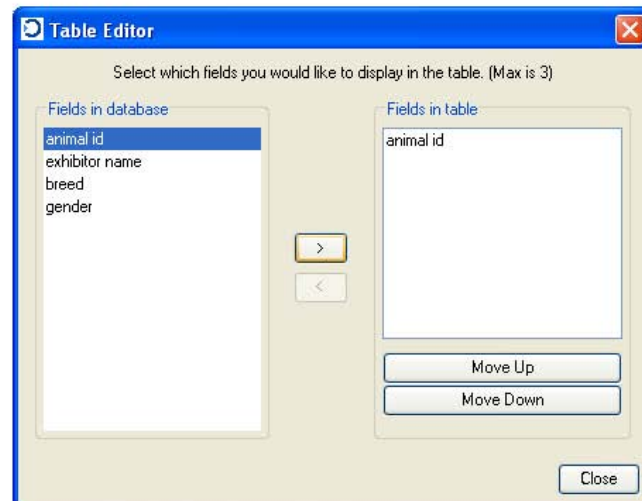 Table Editor
Select which fields you would like to display in the table. (Max is 3)
Fields in database
animal id
exhibitor name
breed
gender
>
<
Fields in table
animal id
Move Up
Move Down
Close